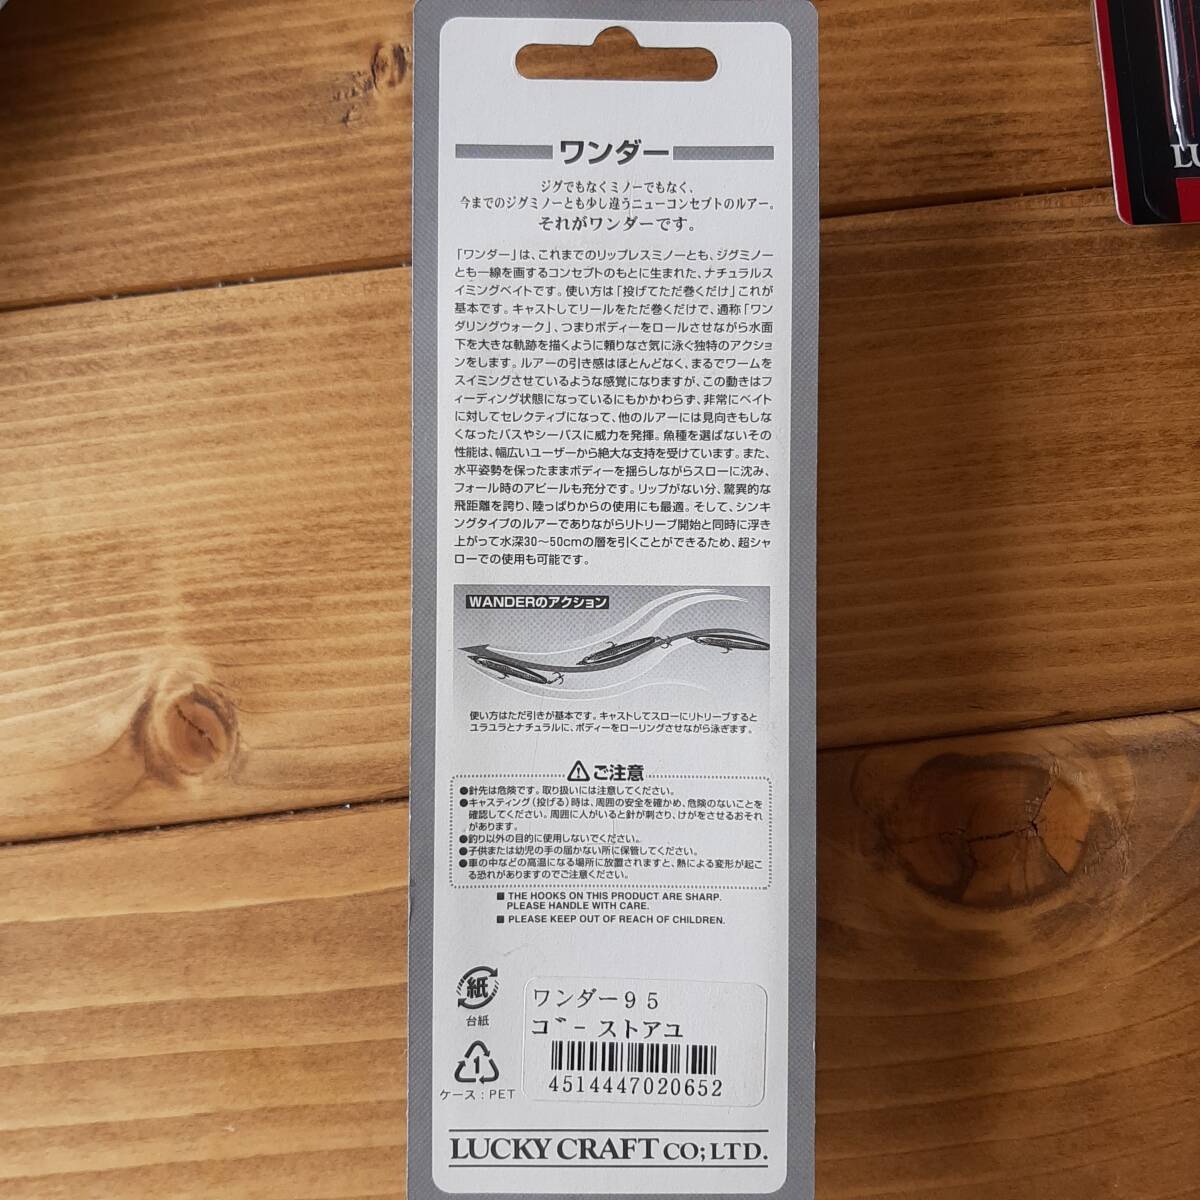 ワンダー
ジグでもなくミノーでもなく、
今までのジグミノーとも少し違うニューコンセプトのルアー。
それがワンダーです。
「ワンダー」は、これまでのリップレスミノーとも、ジグミノー
とも一線を画するコンセプトのもとに生まれた、ナチュラルス
イミングベイトです。使い方は「投げてただ巻くだけ」これが
基本です。キャストしてリールをただ巻くだけで、通称「ワン
ダリングウォーク」、つまりボディーをロールさせながら水面
下を大きな軌跡を描くように頼りなさ気に泳ぐ独特のアクショ
ンをします。ルアーの引き感はほとんどなく、まるでワームを
スイミングさせているような感覚になりますが、この動きはフ
ィーディング状態になっているにもかかわらず、非常にベイト
に対してセレクティブになって、他のルアーには見向きもしな
くなったバスやシーバスに威力を発揮。魚種を選ばないその
性能は、幅広いユーザーから絶大な支持を受けています。また、
水平姿勢を保ったままボディーを揺らしながらスローに沈み、
フォール時のアピールも充分です。リップがない分、驚異的な
飛距離を誇り、陸っぱりからの使用にも最適。そして、シンキ
ングタイプのルアーでありながらリトリーブ開始と同時に浮き
上がって水深30〜50cmの層を引くことができるため、超シャ
ローでの使用も可能です。
WANDERのアクション
使い方はただ引きが基本です。キャストしてスローにリトリーブすると
ユラユラとナチュラルに、ボディーをローリングさせながら泳ぎます。
ご注意
●針先は危険です。取り扱いには注意してください。
●キャスティング(投げる)時は、周囲の安全を確かめ、危険のないことを
確認してください。周囲に人がいると針が刺さり、けがをさせるおそれ
があります。
●釣り以外の目的に使用しないでください。
●子供または幼児の手の届かない所に保管してください。
●車の中などの高温になる場所に放置されますと、熱による変形が起こ
る恐れがありますのでご注意ください。
■ THE HOOKS ON THIS PRODUCT ARE SHARP.
PLEASE HANDLE WITH CARE.
■ PLEASE KEEP OUT OF REACH OF CHILDREN.
紙
台紙
1
ケース：PET
ワンダー９５
ゴーストアユ
4514447020652
LUCKY CRAFT CO;LTD.
LU